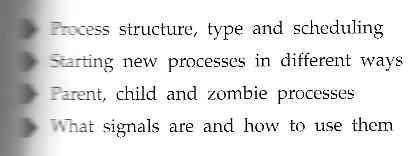 Process structure, type and scheduling
Starting new processes in different ways
Parent, child and zombie processes
What signals are and how to use them